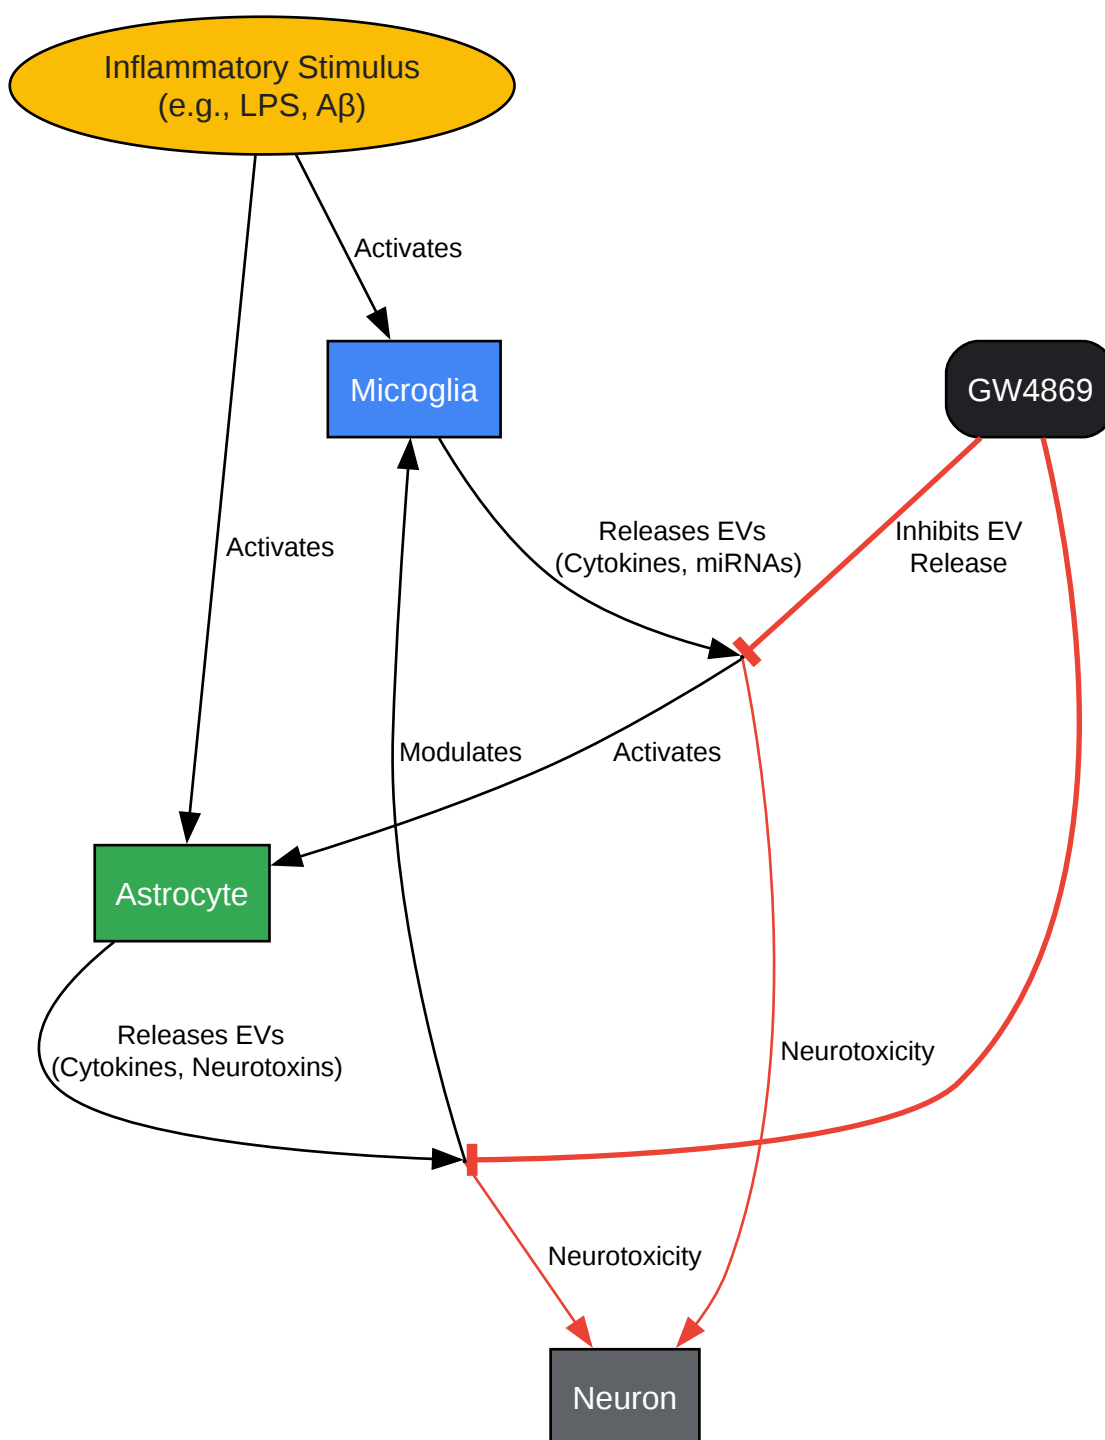 Inflammatory Stimulus
(e.g., LPS, Aβ)
Activates
Microglia
GW4869
Releases EVs
(Cytokines, miRNAs)
Inhibits EV
Release
Activates
Modulates
Activates
Astrocyte
Releases EVs
(Cytokines, Neurotoxins)
Neurotoxicity
Neurotoxicity
Neuron